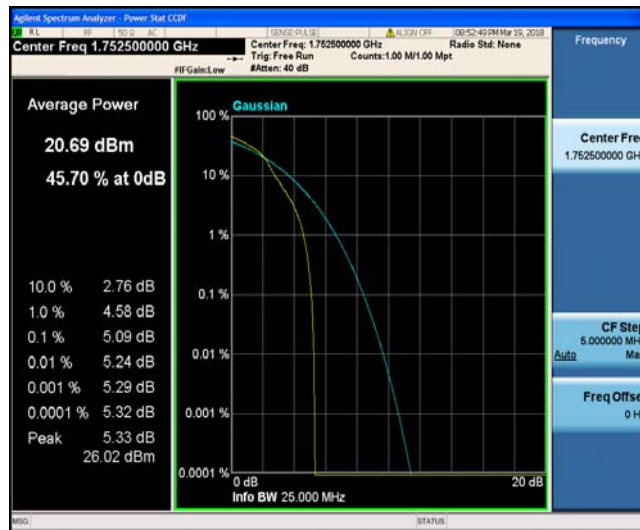 Agilent Spectrum Analyzer - Power Stat CCDF
RL RF 50 Ω AC SENSE:PULSE ALIGN OFF 08:52:49 PM Mar 19, 2018
Center Freq 1.752500000 GHz
Center Freq: 1.752500000 GHz Radio Std: None
Trig: Free Run Counts:1.00 M/1.00 Mpt
#IFGain:Low #Atten: 40 dB
Frequency
Average Power
20.69 dBm
45.70 % at 0dB
10.0 % 2.76 dB
1.0 % 4.58 dB
0.1 % 5.09 dB
0.01 % 5.24 dB
0.001 % 5.29 dB
0.0001 % 5.32 dB
Peak 5.33 dB
26.02 dBm
Gaussian
100 %
10 %
1 %
0.1 %
0.01 %
0.001 %
0.0001 %
0 dB 20 dB
Info BW 25.000 MHz
Center Fre
1.752500000 GH
CF Step
5.000000 MH
Auto Ma
Freq Offse
0 H
MSG STATUS